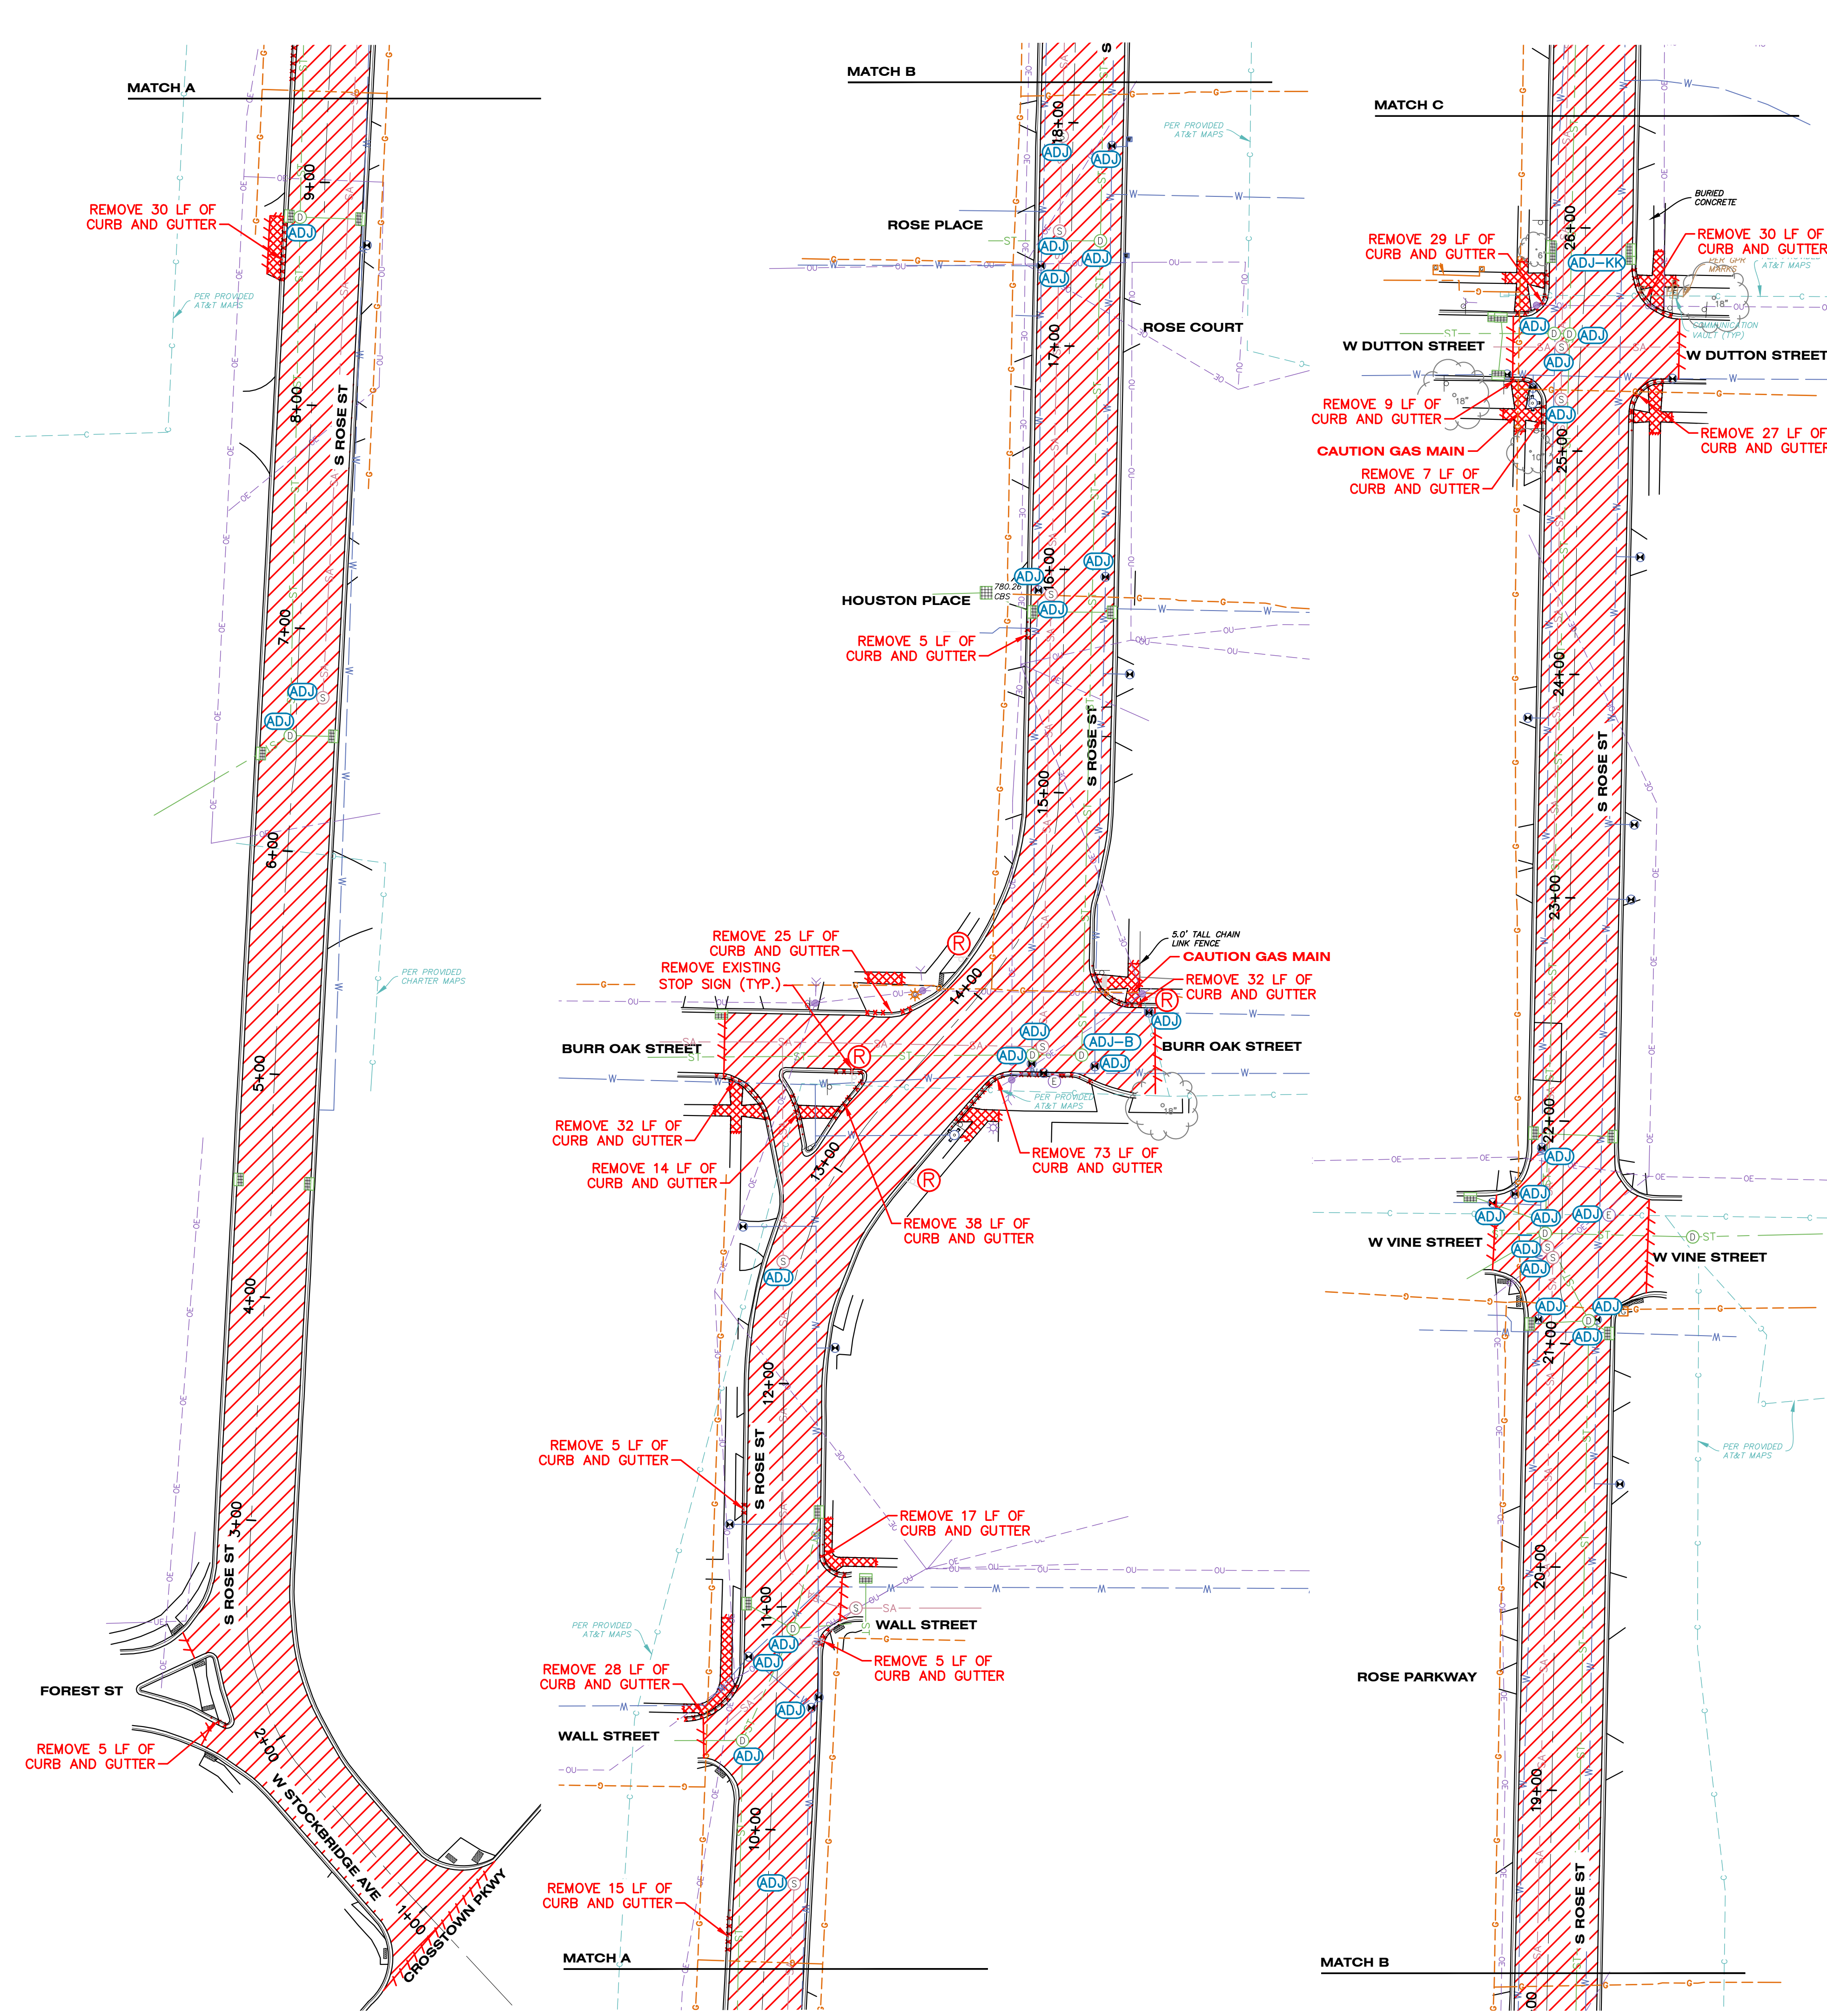 MATCH A
9+00
REMOVE 30 LF OF
CURB AND GUTTER
ADJ
PER PROVIDED
AT&T MAPS
8+00
S ROSE ST
7+00
ADJ
ADJ
6+00
PER PROVIDED
CHARTER MAPS
5+00
4+00
3+00
S ROSE ST
FOREST ST
REMOVE 5 LF OF
CURB AND GUTTER
2+00
W STOCKBRIDGE AVE
1+00
CROSSTOWN PKWY
MATCH B
18+00
PER PROVIDED
AT&T MAPS
ADJ
ADJ
ROSE PLACE
ADJ
ADJ
ADJ
ROSE COURT
17+00
16+00
ADJ
ADJ
780.26
CBS
HOUSTON PLACE
ADJ
REMOVE 5 LF OF
CURB AND GUTTER
S ROSE ST
15+00
REMOVE 25 LF OF
CURB AND GUTTER
REMOVE EXISTING
STOP SIGN (TYP.)
R
14+00
5.0' TALL CHAIN
LINK FENCE
CAUTION GAS MAIN
REMOVE 32 LF OF
CURB AND GUTTER
R
ADJ
ADJ
ADJ-B
BURR OAK STREET
R
ADJ
ADJ
BURR OAK STREET
PER PROVIDED
AT&T MAPS
18"
REMOVE 32 LF OF
CURB AND GUTTER
13+00
REMOVE 14 LF OF
CURB AND GUTTER
REMOVE 73 LF OF
CURB AND GUTTER
R
REMOVE 38 LF OF
CURB AND GUTTER
ADJ
12+00
REMOVE 5 LF OF
CURB AND GUTTER
S ROSE ST
REMOVE 17 LF OF
CURB AND GUTTER
11+00
PER PROVIDED
AT&T MAPS
WALL STREET
ADJ
ADJ
REMOVE 28 LF OF
CURB AND GUTTER
REMOVE 5 LF OF
CURB AND GUTTER
ADJ
WALL STREET
ADJ
10+00
ADJ
REMOVE 15 LF OF
CURB AND GUTTER
MATCH A
MATCH C
BURIED
CONCRETE
26+00
REMOVE 29 LF OF
CURB AND GUTTER
REMOVE 30 LF OF
CURB AND GUTTER
6"
ADJ-KK
PER GPR
MARKS
AT&T MAPS
18"
COMMUNICATION
VAULT (TYP)
ADJ
ADJ
W DUTTON STREET
ADJ
W DUTTON STREET
18"
REMOVE 9 LF OF
CURB AND GUTTER
ADJ
CAUTION GAS MAIN
10"
25+00
REMOVE 27 LF OF
CURB AND GUTTER
REMOVE 7 LF OF
CURB AND GUTTER
24+00
S ROSE ST
23+00
22+00
ADJ
ADJ
ADJ
ADJ
ADJ
W VINE STREET
ADJ
W VINE STREET
ADJ
ADJ
ADJ
ADJ
21+00
PER PROVIDED
AT&T MAPS
20+00
ROSE PARKWAY
19+00
S ROSE ST
MATCH B